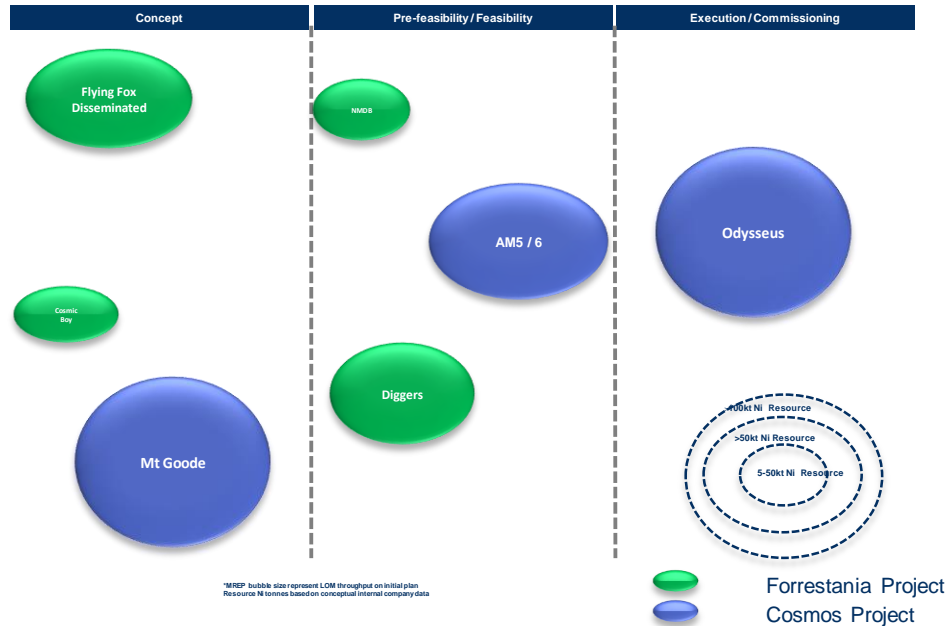 Concept
Pre-feasibility / Feasibility
Execution / Commissioning
Flying Fox
Disseminated
NMDB
AM5 / 6
Odysseus
Cosmic
Boy
Diggers
Mt Goode
>100kt Ni Resource
>50kt Ni Resource
5-50kt Ni Resource
*MREP bubble size represent LOM throughput on initial plan
Resource Ni tonnes based on conceptual internal company data
Forrestania Project
Cosmos Project